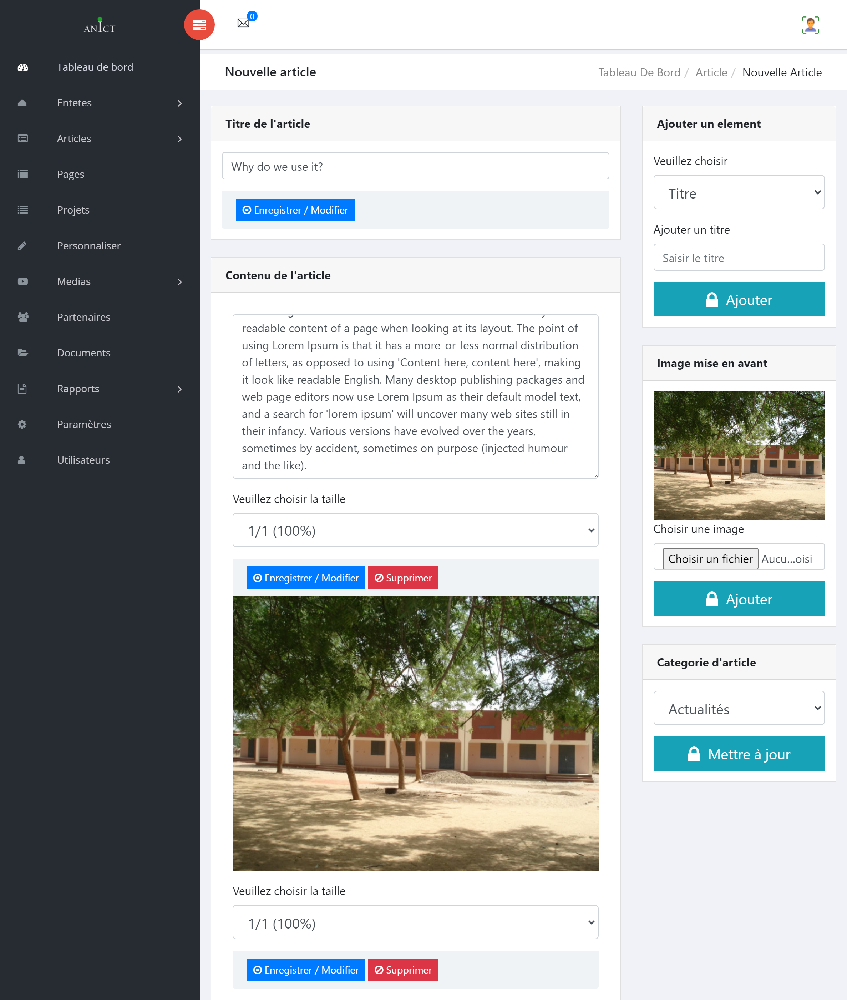 ANICT
0
Tableau de bord
Entetes
Articles
Pages
Projets
Personnaliser
Medias
Partenaires
Documents
Rapports
Paramètres
Utilisateurs
Nouvelle article
Tableau De Bord / Article / Nouvelle Article
Titre de l'article
Why do we use it?
Enregistrer / Modifier
Contenu de l'article
readable content of a page when looking at its layout. The point of
using Lorem Ipsum is that it has a more-or-less normal distribution
of letters, as opposed to using 'Content here, content here', making
it look like readable English. Many desktop publishing packages and
web page editors now use Lorem Ipsum as their default model text,
and a search for 'lorem ipsum' will uncover many web sites still in
their infancy. Various versions have evolved over the years,
sometimes by accident, sometimes on purpose (injected humour
and the like).
Veuillez choisir la taille
1/1 (100%)
Enregistrer / Modifier
Supprimer
Veuillez choisir la taille
1/1 (100%)
Enregistrer / Modifier
Supprimer
Ajouter un element
Veuillez choisir
Titre
Ajouter un titre
Saisir le titre
Ajouter
Image mise en avant
Choisir une image
Choisir un fichier Aucu...oisi
Ajouter
Categorie d'article
Actualités
Mettre à jour